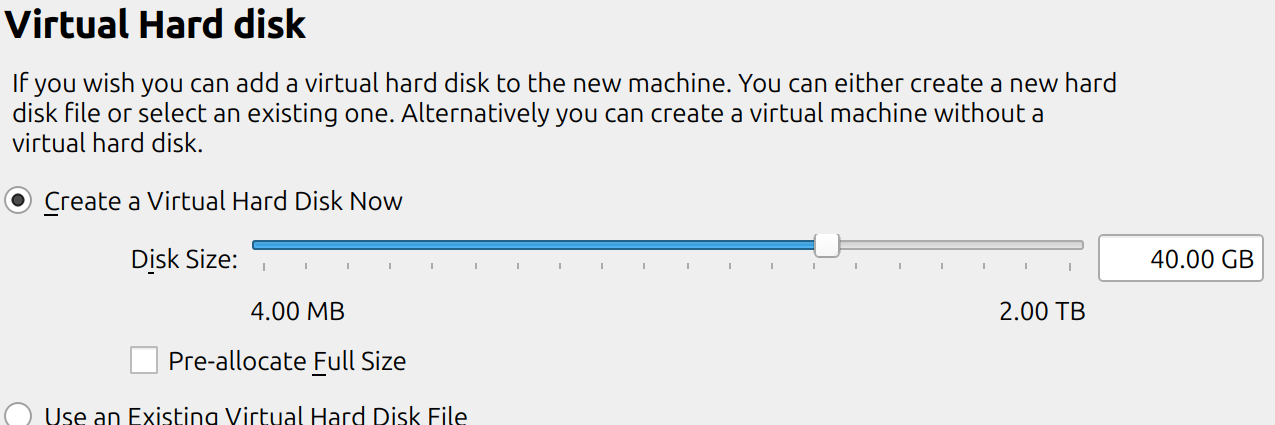 Virtual Hard disk
If you wish you can add a virtual hard disk to the new machine. You can either create a new hard
disk file or select an existing one. Alternatively you can create a virtual machine without a
virtual hard disk.
Create a Virtual Hard Disk Now
Disk Size:
40.00 GB
4.00 MB
2.00 TB
Pre-allocate Full Size
Use an Existing Virtual Hard Disk File